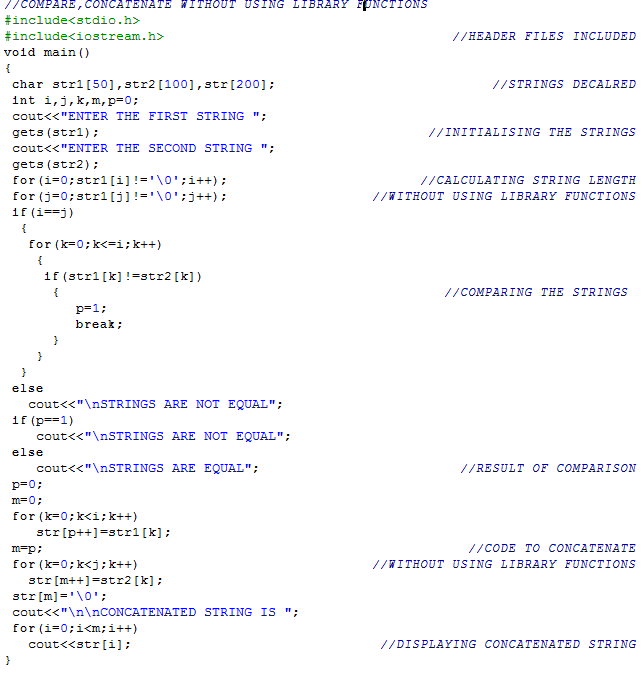 //COMPARE,CONCATENATE WITHOUT USING LIBRARY FUNCTIONS
#include<stdio.h>
#include<iostream.h> //HEADER FILES INCLUDED
void main()
{
char str1[50],str2[100],str[200]; //STRINGS DECALRED
int i,j,k,m,p=0;
cout<<"ENTER THE FIRST STRING ";
gets(str1); //INITIALISING THE STRINGS
cout<<"ENTER THE SECOND STRING ";
gets(str2);
for(i=0;str1[i]!='\0';i++); //CALCULATING STRING LENGTH
for(j=0;str1[j]!='\0';j++); //WITHOUT USING LIBRARY FUNCTIONS
if(i==j)
{
for(k=0;k<=i;k++)
{
if(str1[k]!=str2[k])
{ //COMPARING THE STRINGS
p=1;
break;
}
}
}
else
cout<<"\nSTRINGS ARE NOT EQUAL";
if(p==1)
cout<<"\nSTRINGS ARE NOT EQUAL";
else
cout<<"\nSTRINGS ARE EQUAL"; //RESULT OF COMPARISON
p=0;
m=0;
for(k=0;k<i;k++)
str[p++]=str1[k];
m=p; //CODE TO CONCATENATE
for(k=0;k<j;k++) //WITHOUT USING LIBRARY FUNCTIONS
str[m++]=str2[k];
str[m]='\0';
cout<<"\n\nCONCATENATED STRING IS ";
for(i=0;i<m;i++)
cout<<str[i]; //DISPLAYING CONCATENATED STRING
}